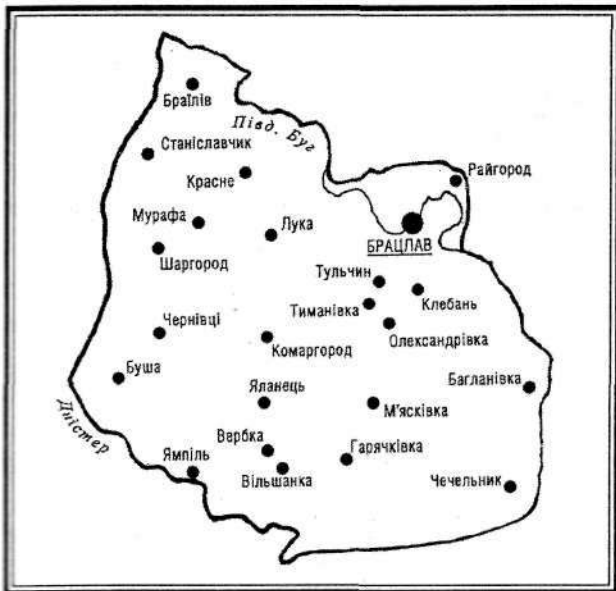 Браїлів
Півд. Буг
Станіславчик
Красне
Райгород
Мурафа
Лука
БРАЦЛАВ
Шаргород
Тульчин
Клебань
Тиманівка
Чернівці
Олександрівка
Комаргород
Буша
Багланівка
Яланець
М'ясківка
Дністер
Вербка
Гарячківка
Ямпіль
Вільшанка
Чечельник